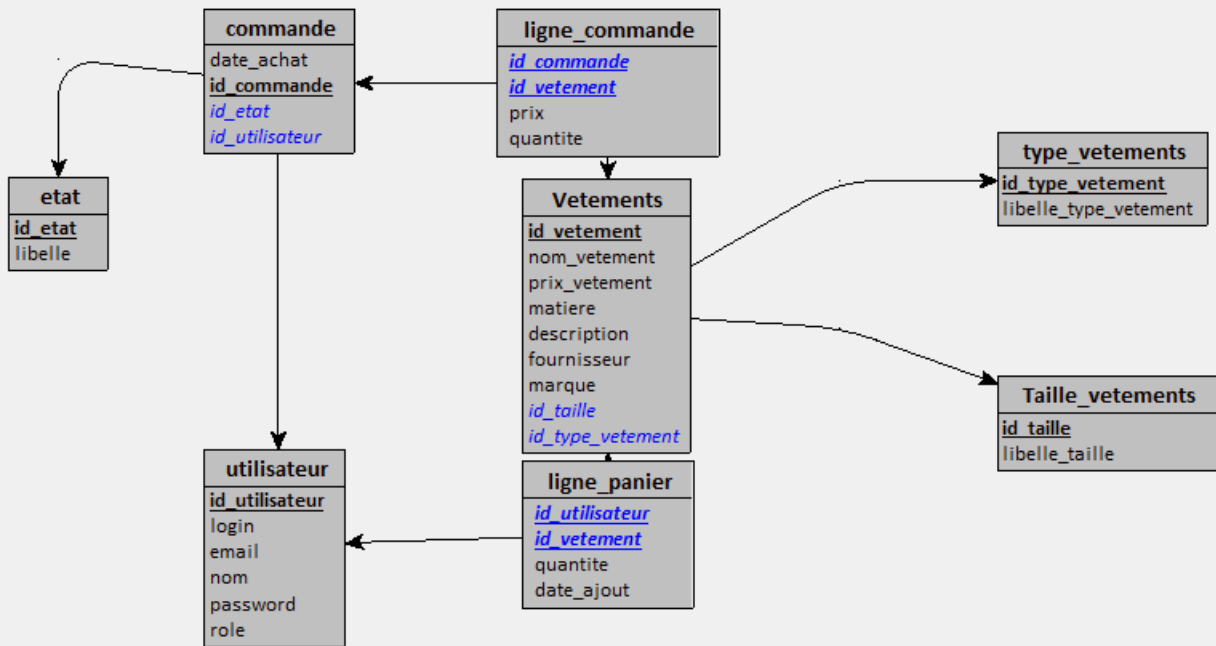 commande
date_achat
id_commande
id_etat
id_utilisateur
ligne_commande
id_commande
id_vetement
prix
quantite
etat
id_etat
libelle
Vetements
id_vetement
nom_vetement
prix_vetement
matiere
description
fournisseur
marque
id_taille
id_type_vetement
type_vetements
id_type_vetement
libelle_type_vetement
Taille_vetements
id_taille
libelle_taille
utilisateur
id_utilisateur
login
email
nom
password
role
ligne_panier
id_utilisateur
id_vetement
quantite
date_ajout